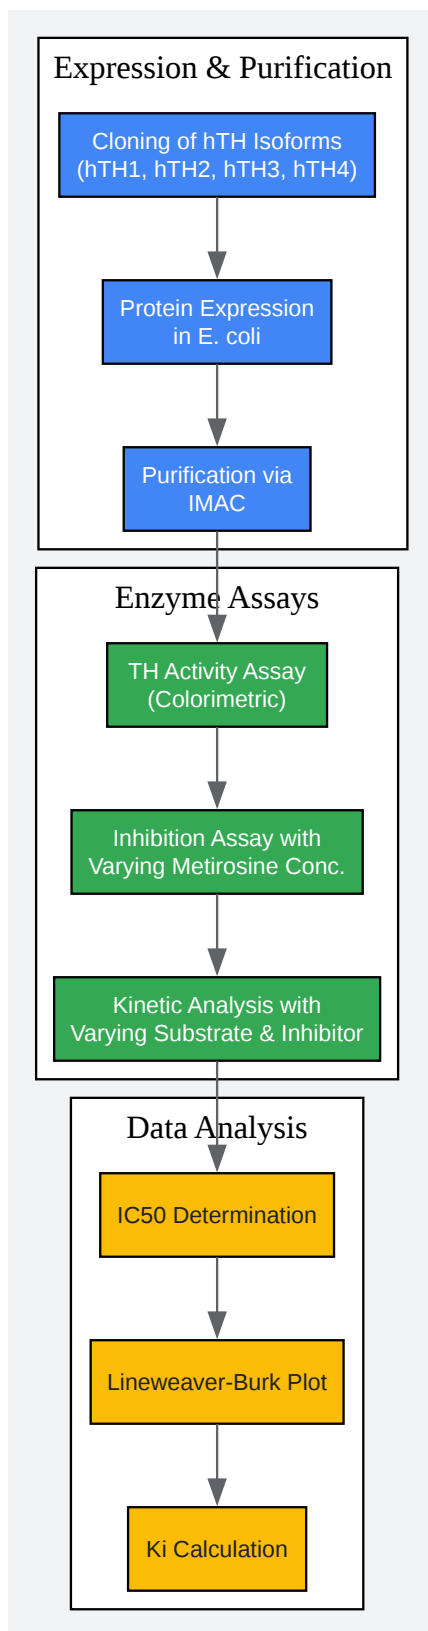 Expression & Purification
Cloning of hTH Isoforms
(hTH1, hTH2, hTH3, hTH4)
Protein Expression
in E. coli
Purification via
IMAC
Enzyme Assays
TH Activity Assay
(Colorimetric)
Inhibition Assay with
Varying Metirosine Conc.
Kinetic Analysis with
Varying Substrate & Inhibitor
Data Analysis
IC50 Determination
Lineweaver-Burk Plot
Ki Calculation